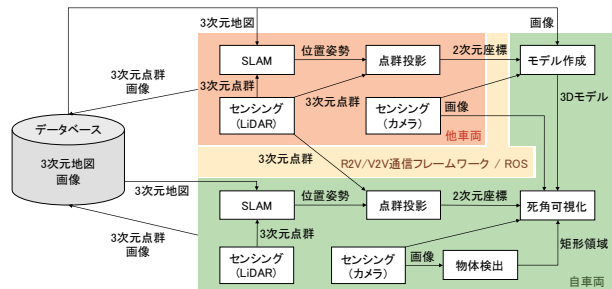 3次元地図
画像
SLAM
位置姿勢
点群投影
2次元座標
モデル作成
3次元点群
画像
3次元点群
3次元点群
3Dモデル
センシング
(LiDAR)
センシング
(カメラ)
画像
他車両
データベース
3次元地図
画像
3次元点群
R2V/V2V通信フレームワーク / ROS
3次元地図
SLAM
位置姿勢
点群投影
2次元座標
死角可視化
3次元点群
画像
3次元点群
矩形領域
センシング
(LiDAR)
センシング
(カメラ)
画像
物体検出
自車両